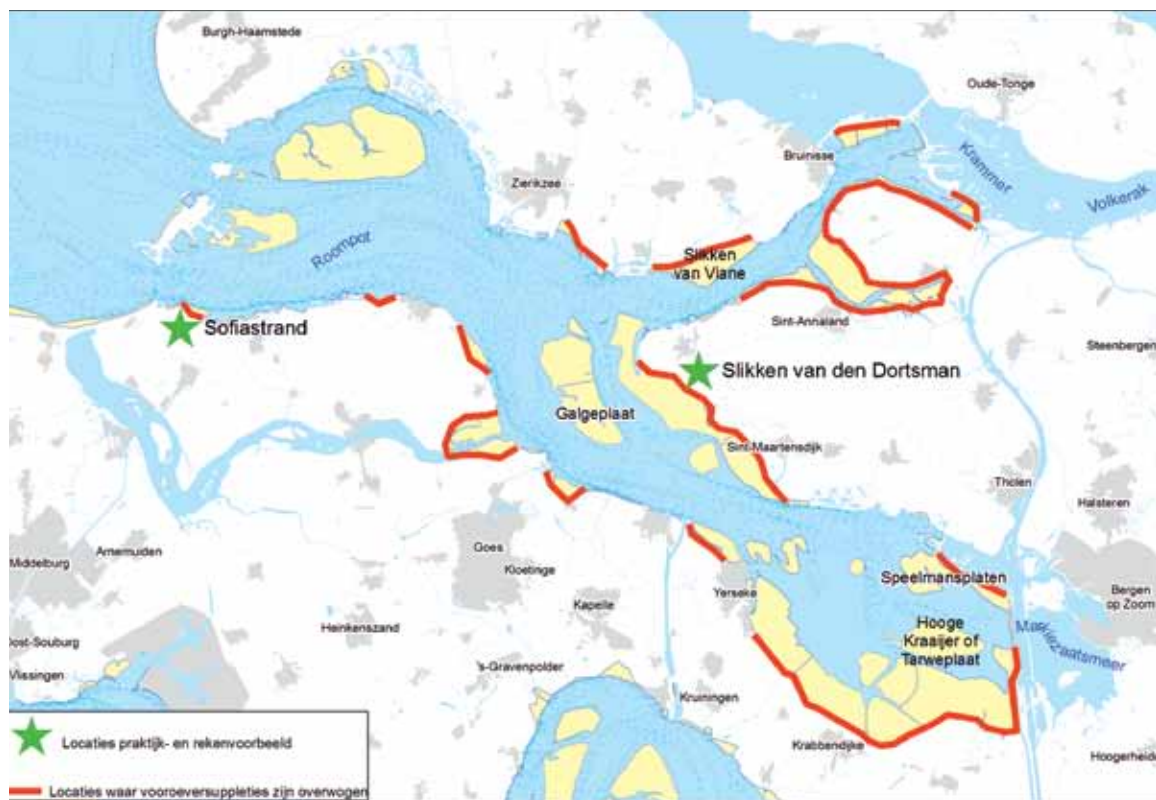 Burgh-Haamstede
Oude-Tonge
Bruinisse
Krammer
Zierikzee
Volkerak
Roompot
Slikken
van Viane
Sint-Annaland
Sofiastrand
Steenbergen
Slikken van den Dortsman
Galgeplaat
Sint-Maartensdijk
Tholen
Halsteren
Middelburg
Arnemuiden
Goes
Kloetinge
Speelmansplaten
Bergen
op Zoom
Yerseke
Kapelle
Heinkenszand
Hooge
Kraaijer of
Tarweplaat
Markiezaatsmeer
Oost-Souburg
Vlissingen
's-Gravenpolder
Kruiningen
Krabbendijke
Hoogerheide
Locaties praktijk- en rekenvoorbeeld
Locaties waar vooroeversuppleties zijn overwogen